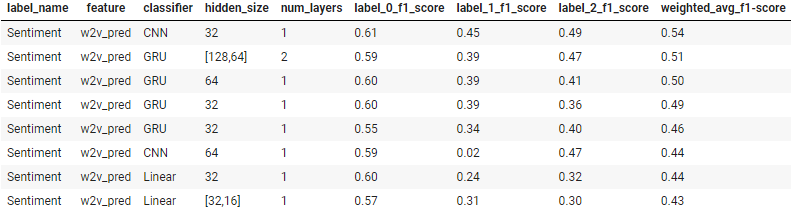 label_name feature classifier hidden_size num_layers label_0_f1_score label_1_f1_score label_2_f1_score weighted_avg_f1-score
Sentiment w2v_pred CNN 32 1 0.61 0.45 0.49 0.54
Sentiment w2v_pred GRU [128,64] 2 0.59 0.39 0.47 0.51
Sentiment w2v_pred GRU 64 1 0.60 0.39 0.41 0.50
Sentiment w2v_pred GRU 32 1 0.60 0.39 0.36 0.49
Sentiment w2v_pred GRU 32 1 0.55 0.34 0.40 0.46
Sentiment w2v_pred CNN 64 1 0.59 0.02 0.47 0.44
Sentiment w2v_pred Linear 32 1 0.60 0.24 0.32 0.44
Sentiment w2v_pred Linear [32,16] 1 0.57 0.31 0.30 0.43